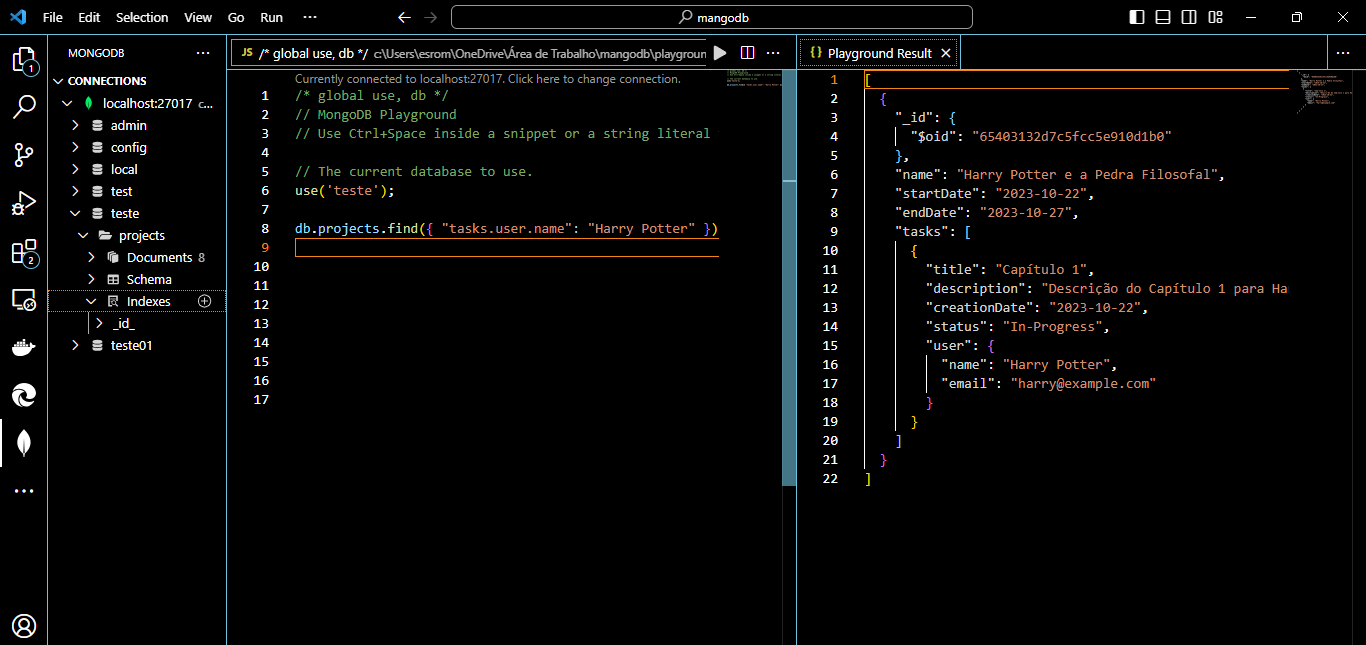 File Edit Selection View Go Run ···
mongodb
1
2
MONGODB ···
CONNECTIONS
localhost:27017 c...
admin
config
local
test
teste
projects
Documents 8
Schema
Indexes
_id_
teste01
JS /* global use, db */ c:\Users\esrom\OneDrive\Área de Trabalho\mangodb\playgroun
Currently connected to localhost:27017. Click here to change connection.
1 /* global use, db */
2 // MongoDB Playground
3 // Use Ctrl+Space inside a snippet or a string literal
4
5 // The current database to use.
6 use('teste');
7
8 db.projects.find({ "tasks.user.name": "Harry Potter" })
9
10
11
12
13
14
15
16
17
{} Playground Result
1 [
2 {
3 "_id": {
4 "$oid": "65403132d7c5fcc5e910d1b0"
5 },
6 "name": "Harry Potter e a Pedra Filosofal",
7 "startDate": "2023-10-22",
8 "endDate": "2023-10-27",
9 "tasks": [
10 {
11 "title": "Capítulo 1",
12 "description": "Descrição do Capítulo 1 para Ha
13 "creationDate": "2023-10-22",
14 "status": "In-Progress",
15 "user": {
16 "name": "Harry Potter",
17 "email": "harry@example.com"
18 }
19 }
20 ]
21 }
22 ]